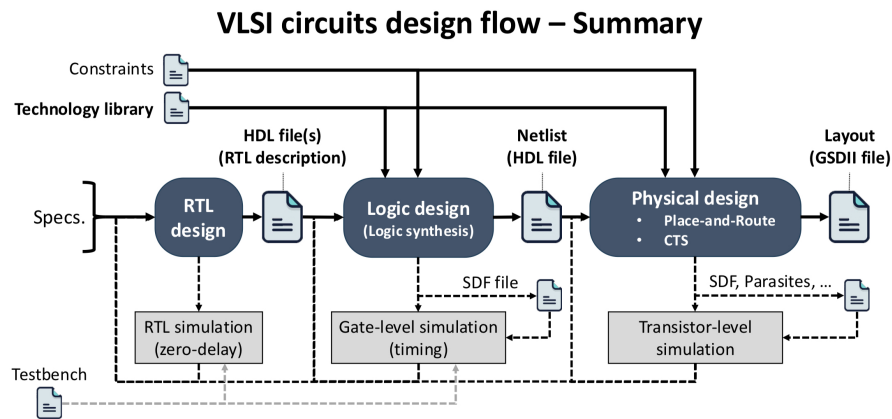 VLSI circuits design flow – Summary
Constraints
Technology library
HDL file(s)
(RTL description)
Netlist
(HDL file)
Layout
(GSDII file)
Specs.
RTL
design
Logic design
(Logic synthesis)
Physical design
• Place-and-Route
• CTS
SDF file
SDF, Parasites, ...
RTL simulation
(zero-delay)
Gate-level simulation
(timing)
Transistor-level
simulation
Testbench